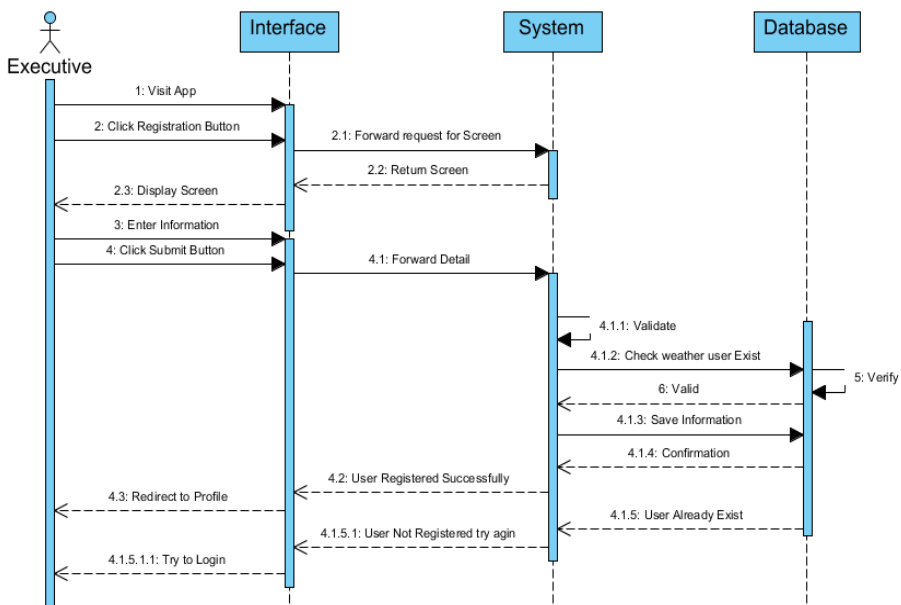 Interface
System
Database
Executive
1: Visit App
2: Click Registration Button
2.1: Forward request for Screen
2.2: Return Screen
2.3: Display Screen
3: Enter Information
4: Click Submit Button
4.1: Forward Detail
4.1.1: Validate
4.1.2: Check weather user Exist
5: Verify
6: Valid
4.1.3: Save Information
4.1.4: Confirmation
4.2: User Registered Successfully
4.3: Redirect to Profile
4.1.5: User Already Exist
4.1.5.1: User Not Registered try agin
4.1.5.1.1: Try to Login